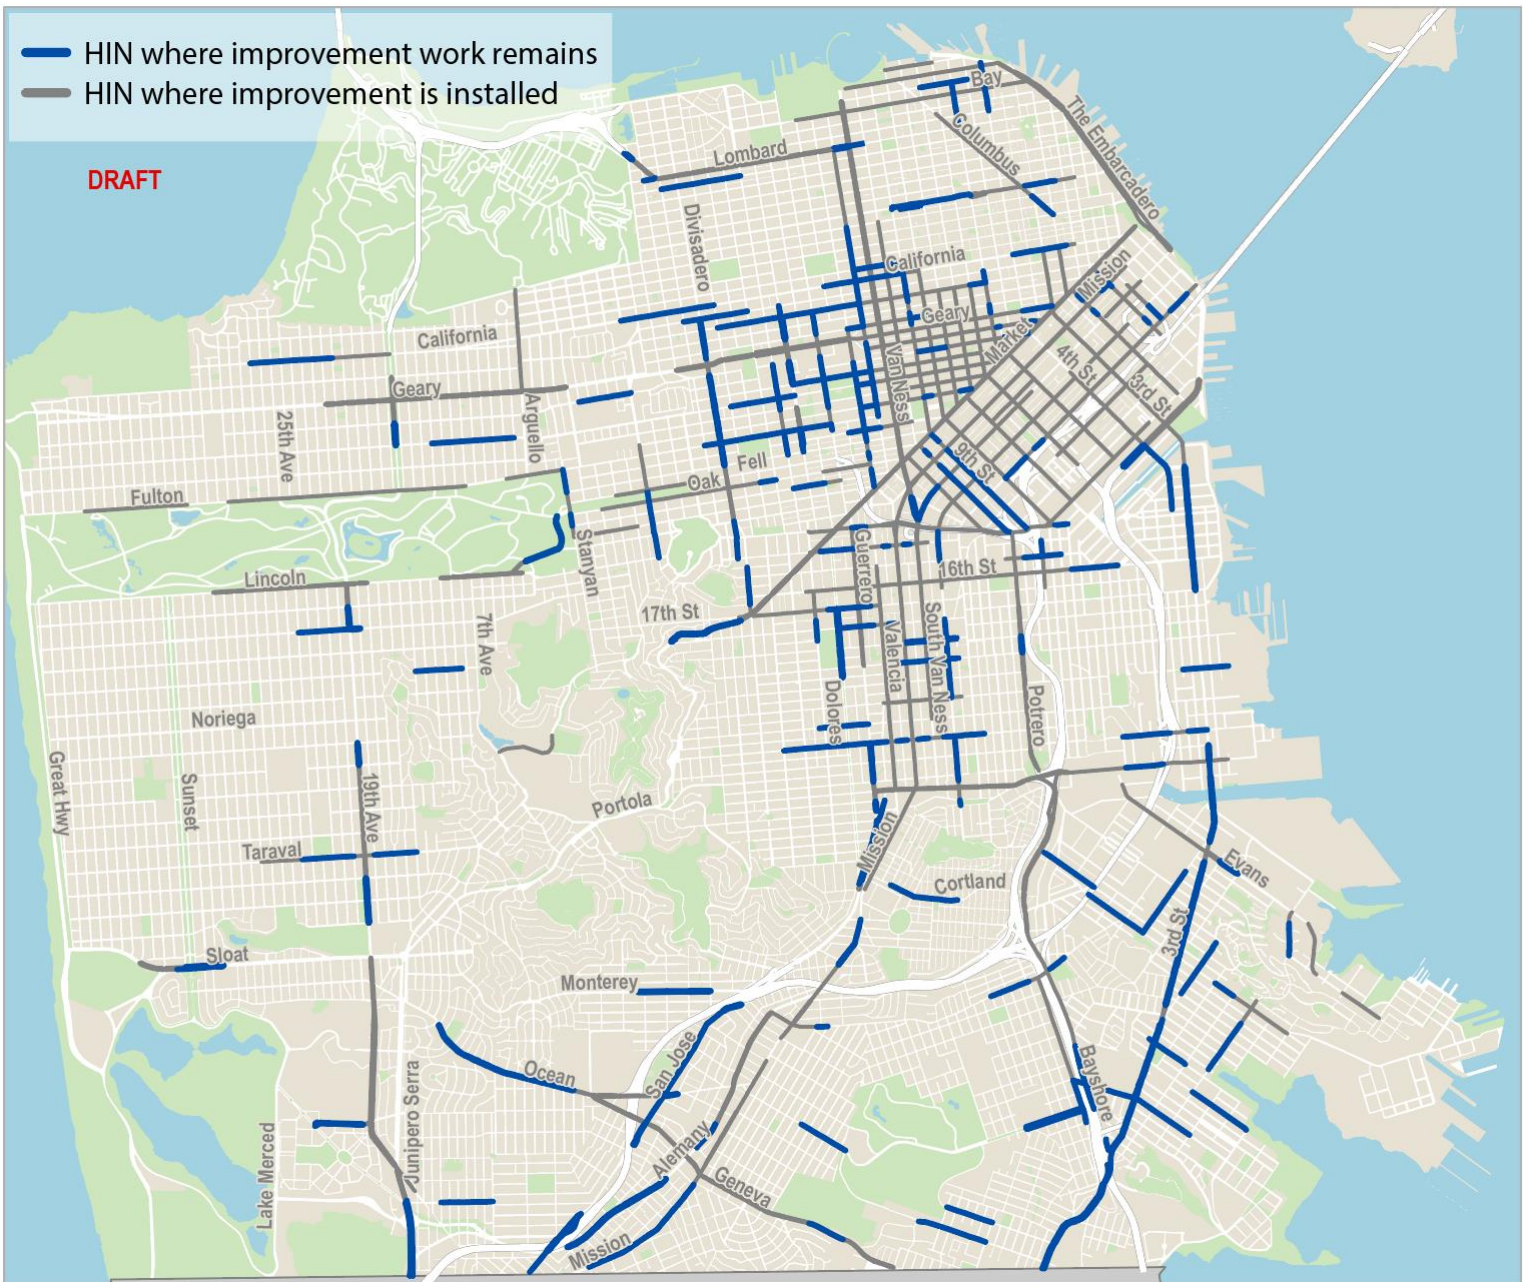 HIN where improvement work remains
HIN where improvement is installed
DRAFT
Bay
The Embarcadero
Columbus
Lombard
Divisadero
California
Mission
California
Geary
Market
Van Ness
4th St
3rd St
Geary
Arguello
25th Ave
9th St
Fell
Oak
Fulton
Stanyan
Guerrero
16th St
Lincoln
17th St
7th Ave
Valencia
South Van Ness
Dolores
Potrero
Noriega
Great Hwy
Sunset
19th Ave
Portola
Taraval
Mission
Cortland
Evans
3rd St
Sloat
Monterey
San Jose
Ocean
Bayshore
Junipero Serra
Lake Merced
Alemany
Geneva
Mission